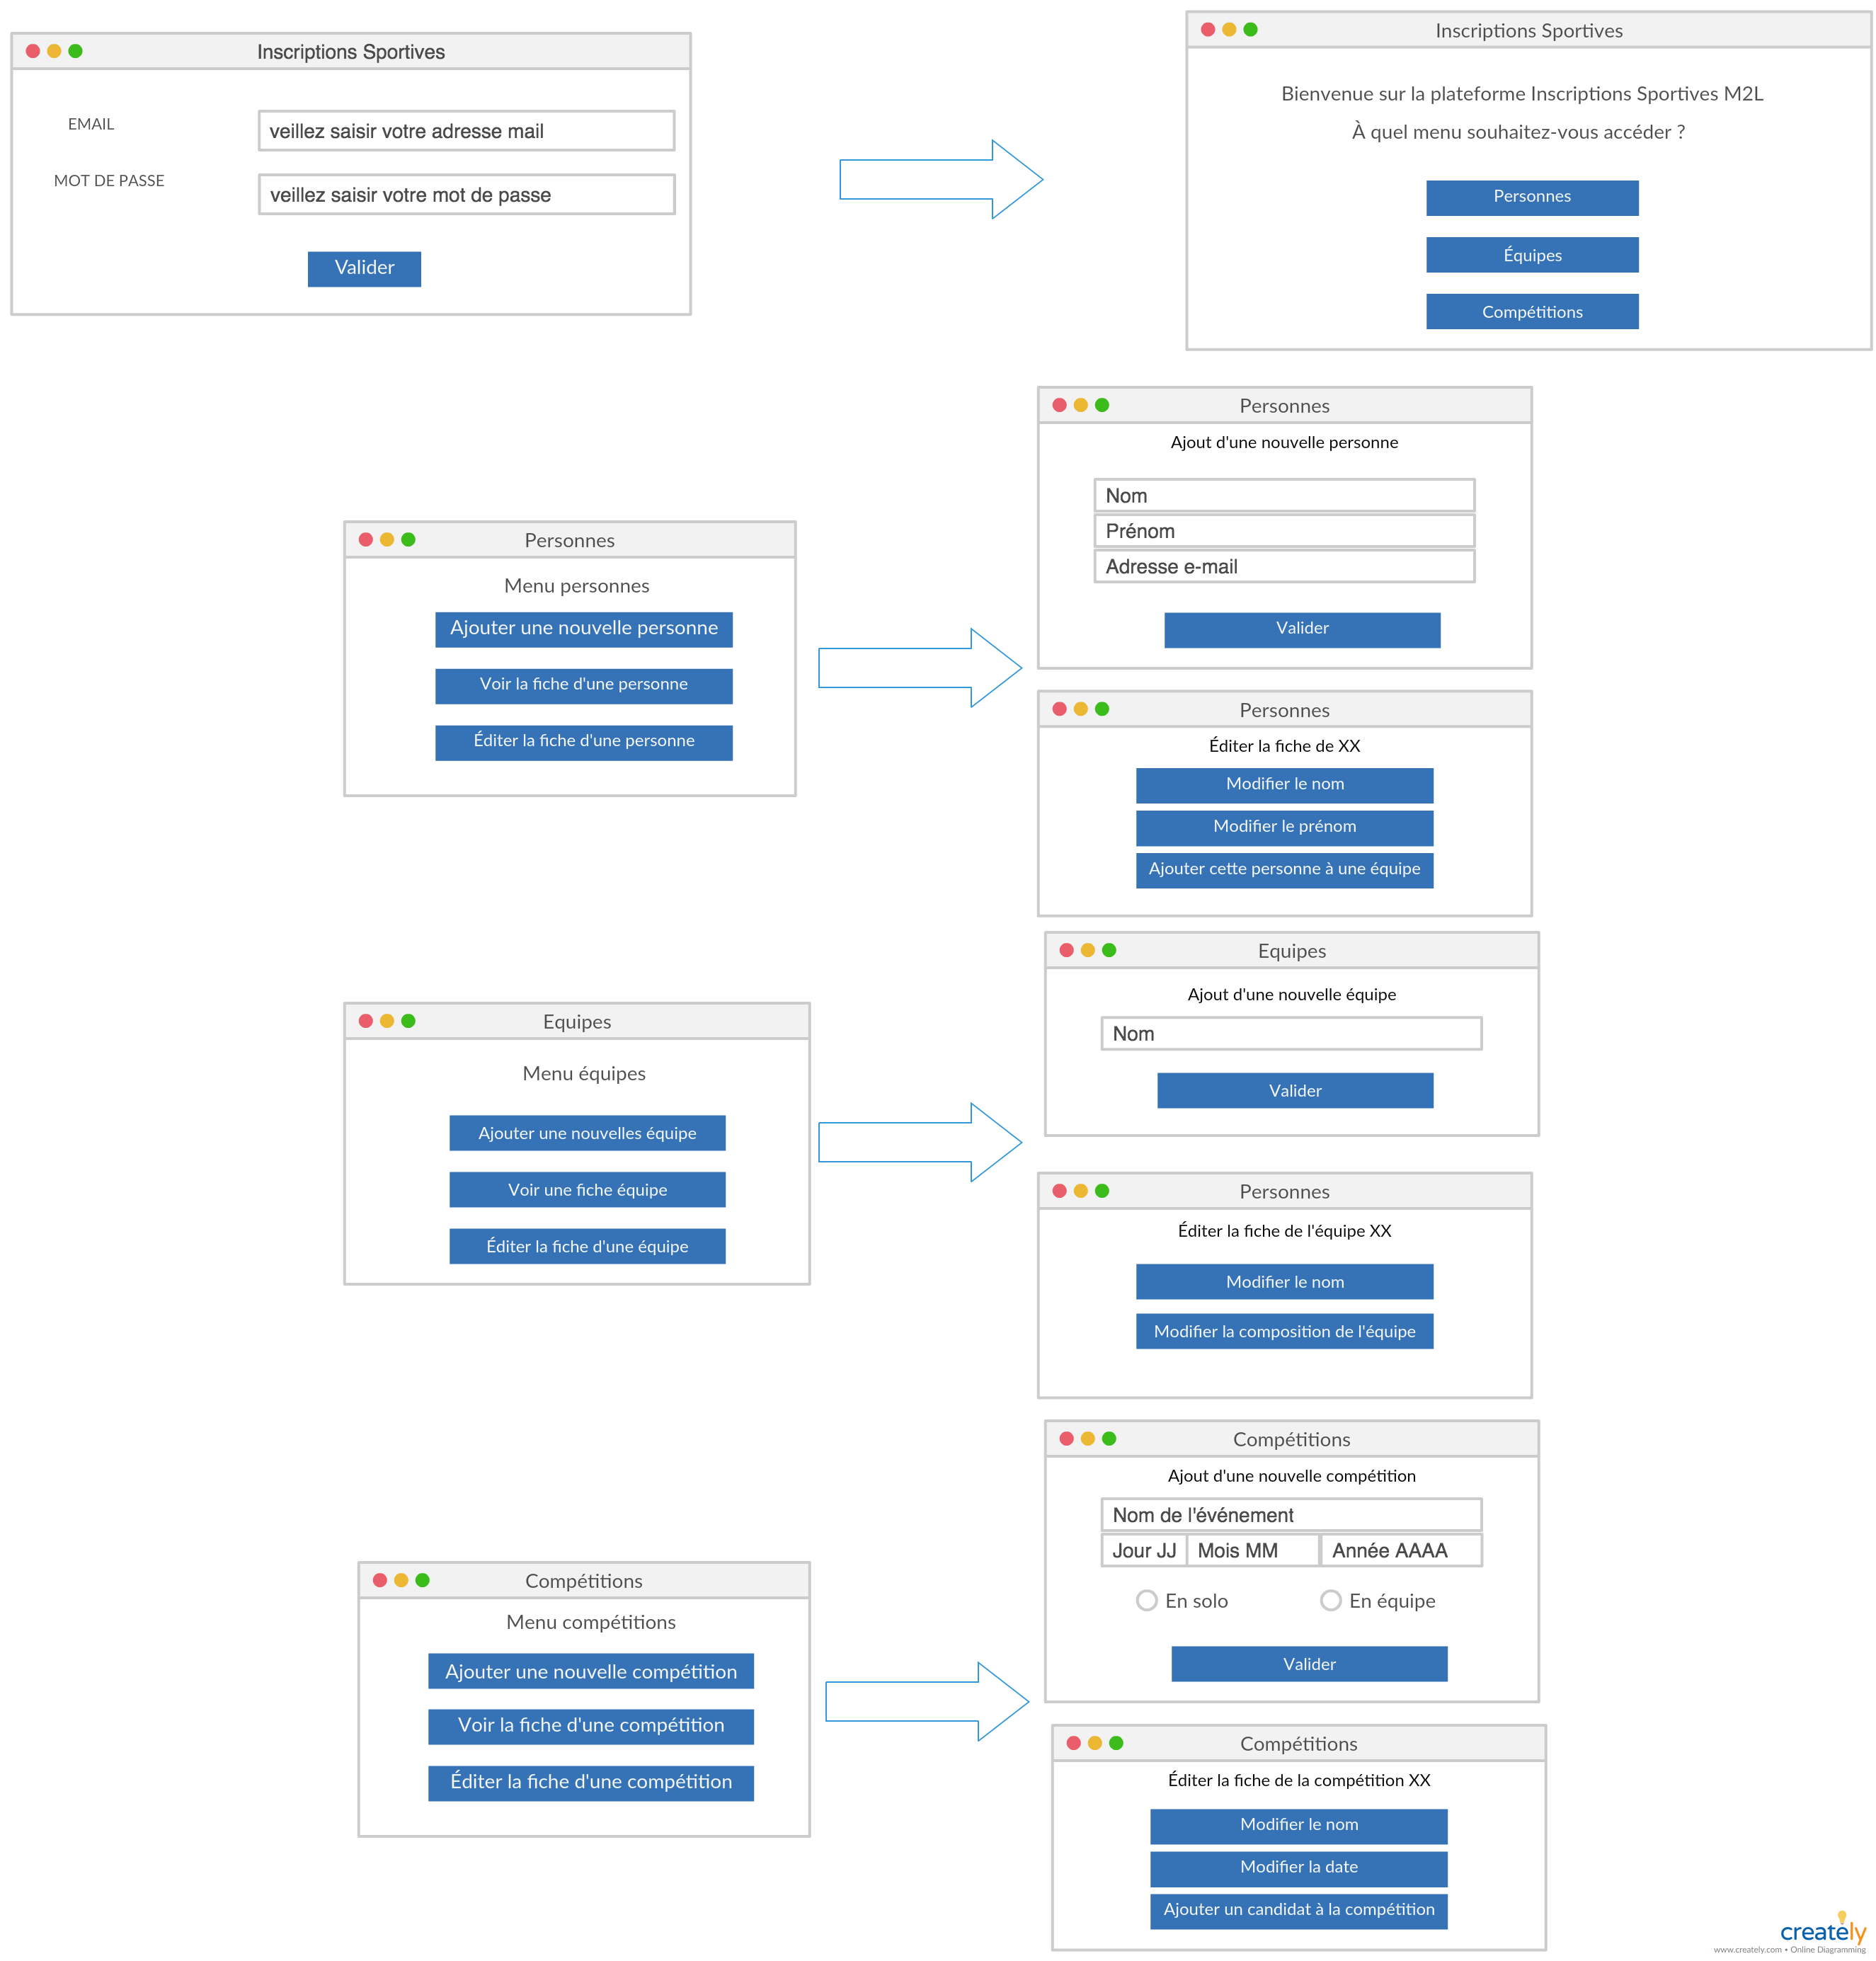 Inscriptions Sportives
EMAIL
veillez saisir votre adresse mail
MOT DE PASSE
veillez saisir votre mot de passe
Valider
Inscriptions Sportives
Bienvenue sur la plateforme Inscriptions Sportives M2L
À quel menu souhaitez-vous accéder ?
Personnes
Équipes
Compétitions
Personnes
Menu personnes
Ajouter une nouvelle personne
Voir la fiche d'une personne
Éditer la fiche d'une personne
Personnes
Ajout d'une nouvelle personne
Nom
Prénom
Adresse e-mail
Valider
Personnes
Éditer la fiche de XX
Modifier le nom
Modifier le prénom
Ajouter cette personne à une équipe
Equipes
Menu équipes
Ajouter une nouvelles équipe
Voir une fiche équipe
Éditer la fiche d'une équipe
Equipes
Ajout d'une nouvelle équipe
Nom
Valider
Personnes
Éditer la fiche de l'équipe XX
Modifier le nom
Modifier la composition de l'équipe
Compétitions
Menu compétitions
Ajouter une nouvelle compétition
Voir la fiche d'une compétition
Éditer la fiche d'une compétition
Compétitions
Ajout d'une nouvelle compétition
Nom de l'événement
Jour JJ Mois MM Année AAAA
En solo En équipe
Valider
Compétitions
Éditer la fiche de la compétition XX
Modifier le nom
Modifier la date
Ajouter un candidat à la compétition
creately
www.creately.com • Online Diagramming